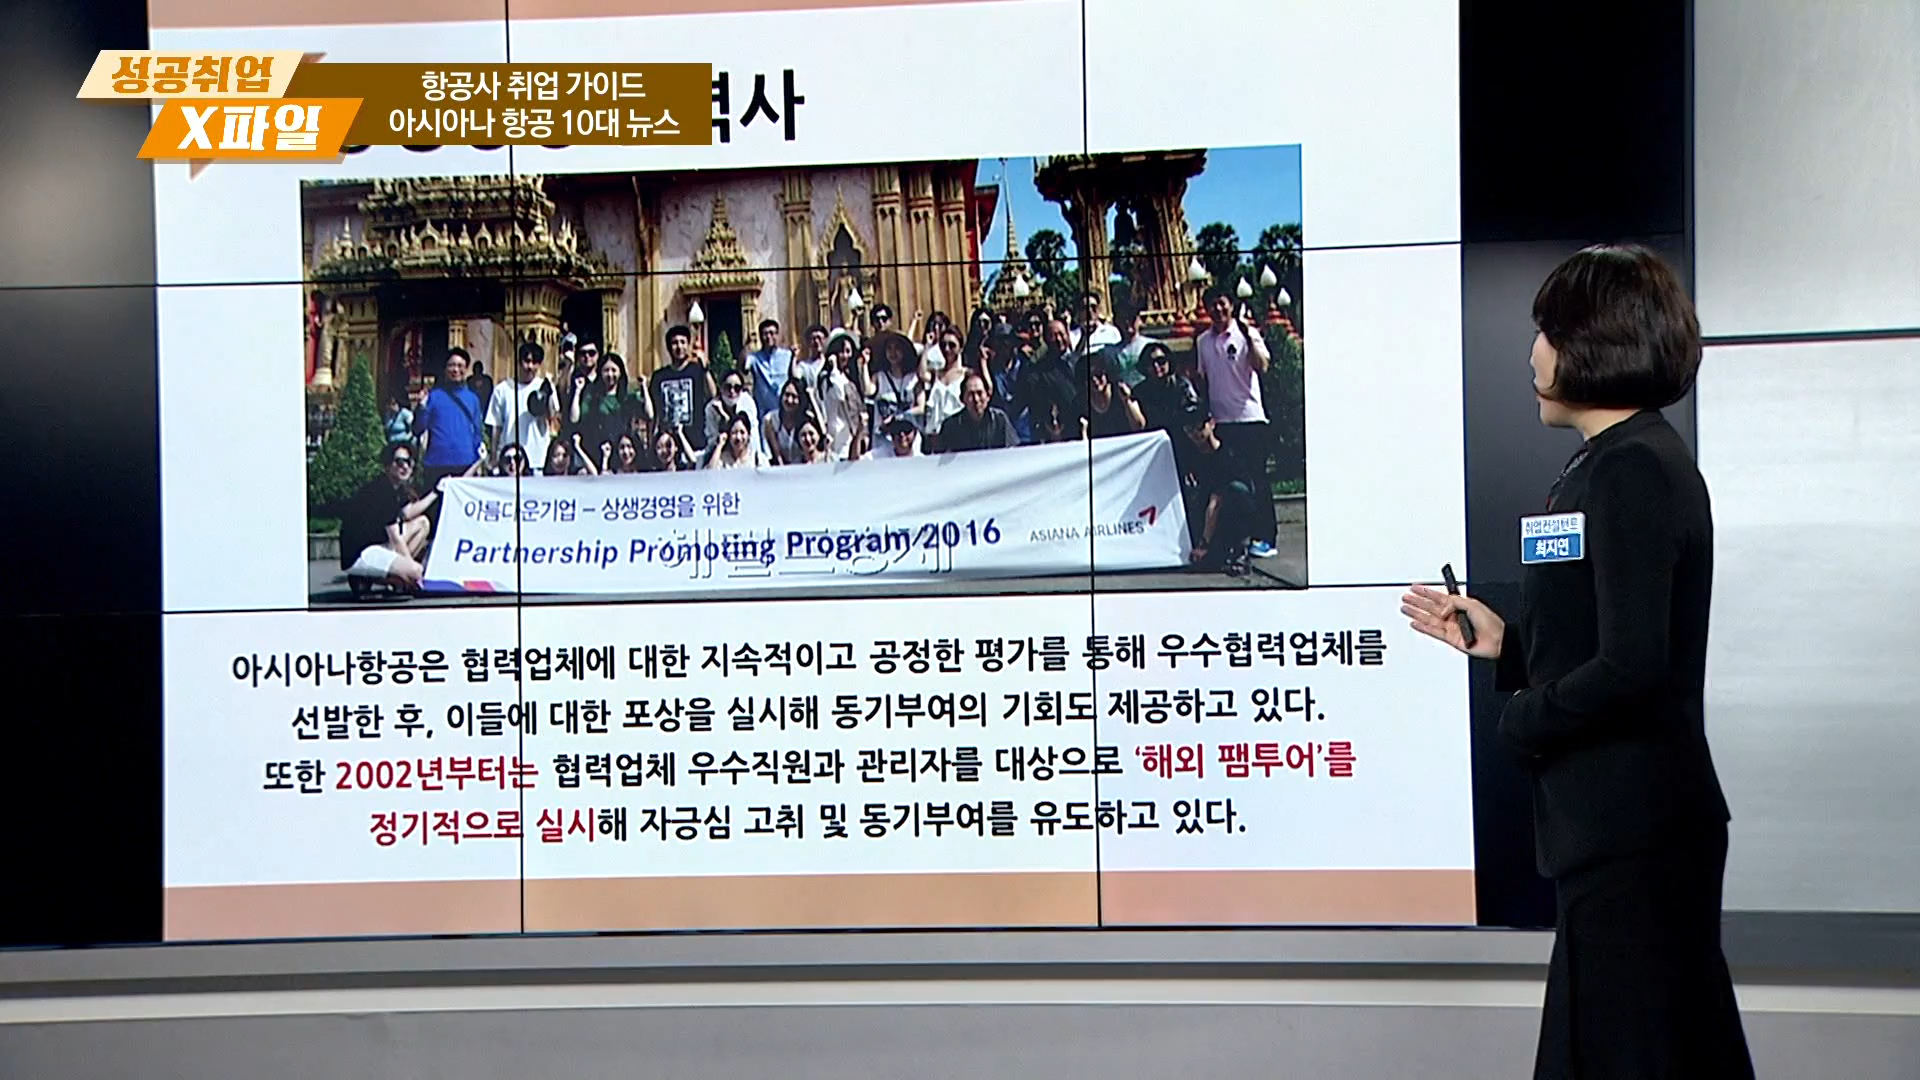 성공취업
X파일
항공사 취업 가이드
아시아나 항공 10대 뉴스
력사
아름다운기업 – 상생경영을 위한
Partnership Promoting Program 2016
ASIANA AIRLINES
취업컨설턴트
최지연
아시아나항공은 협력업체에 대한 지속적이고 공정한 평가를 통해 우수협력업체를
선발한 후, 이들에 대한 포상을 실시해 동기부여의 기회도 제공하고 있다.
또한 2002년부터는 협력업체 우수직원과 관리자를 대상으로 ‘해외 팸투어’를
정기적으로 실시해 자긍심 고취 및 동기부여를 유도하고 있다.